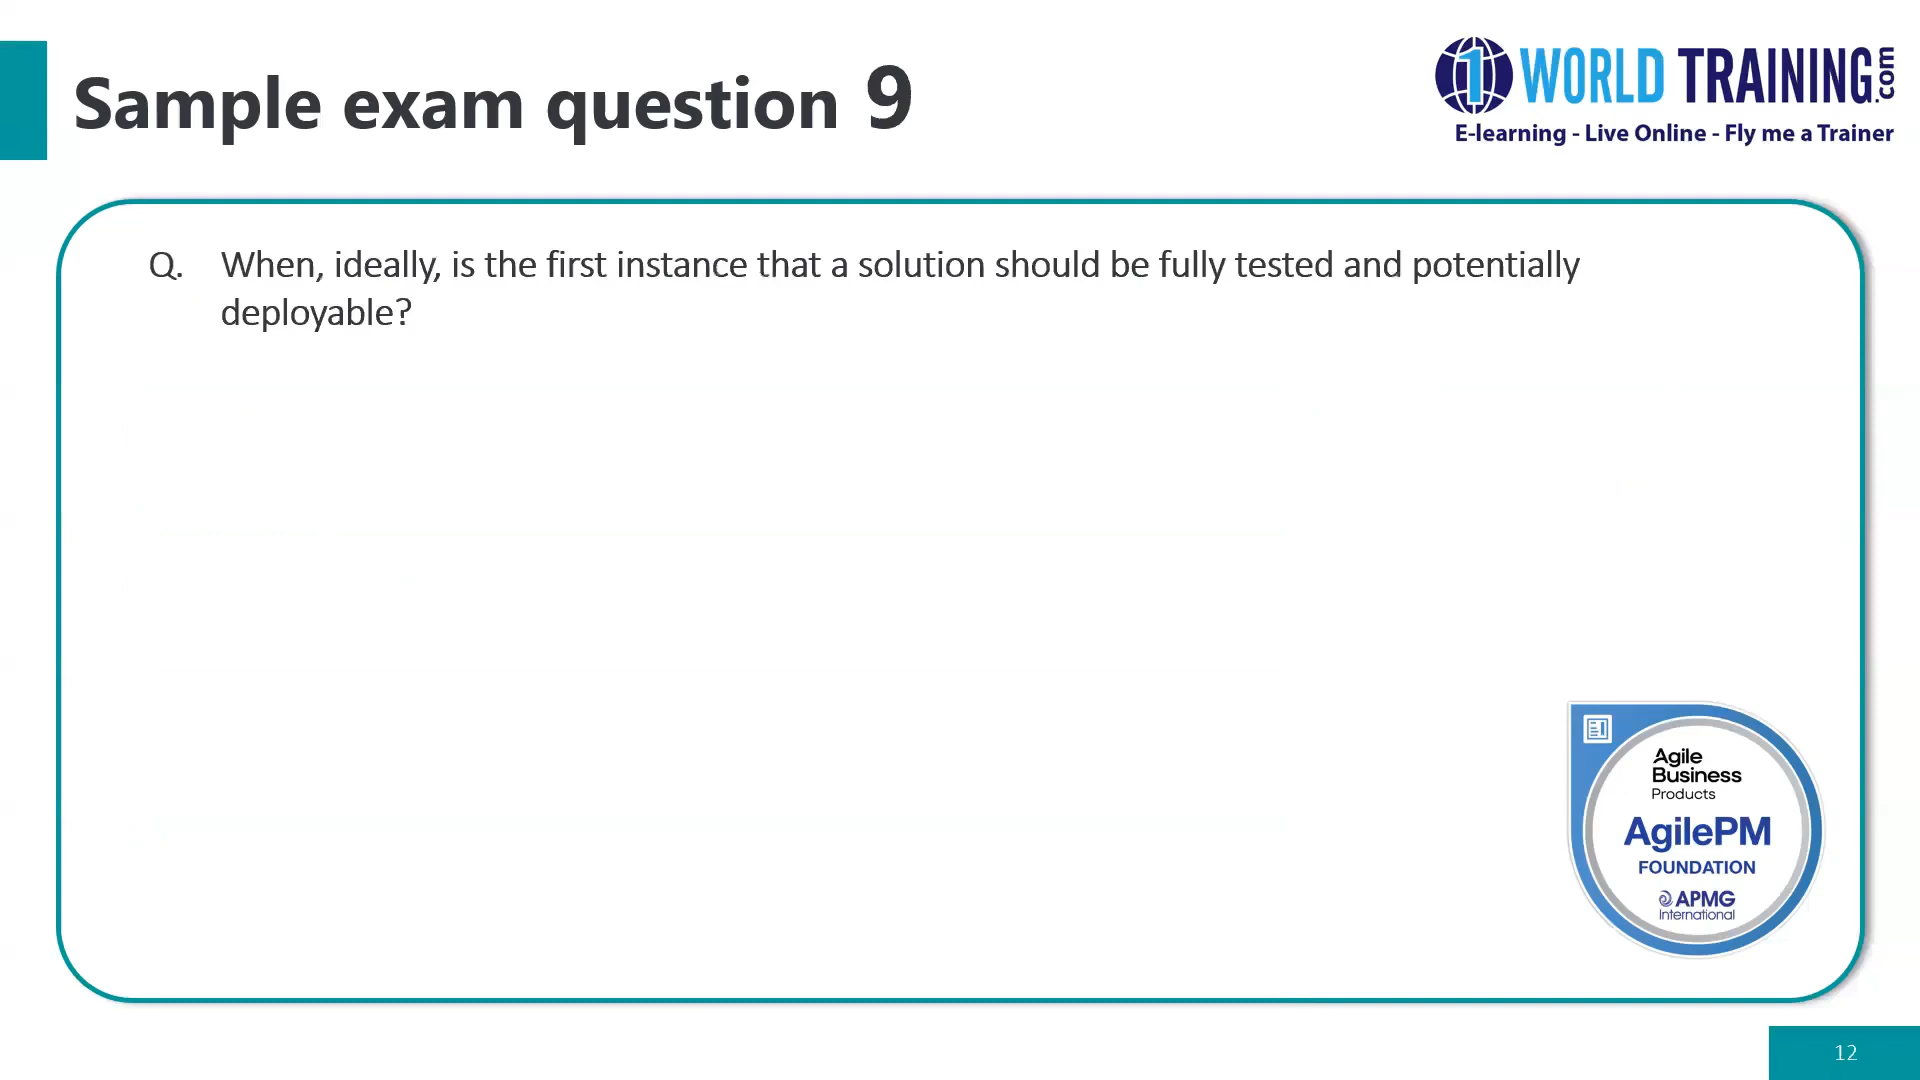 Sample exam question 9
1 WORLD TRAINING.com
E-learning - Live Online - Fly me a Trainer
Q. When, ideally, is the first instance that a solution should be fully tested and potentially
deployable?
Agile
Business
Products
AgilePM
FOUNDATION
APMG
International
12